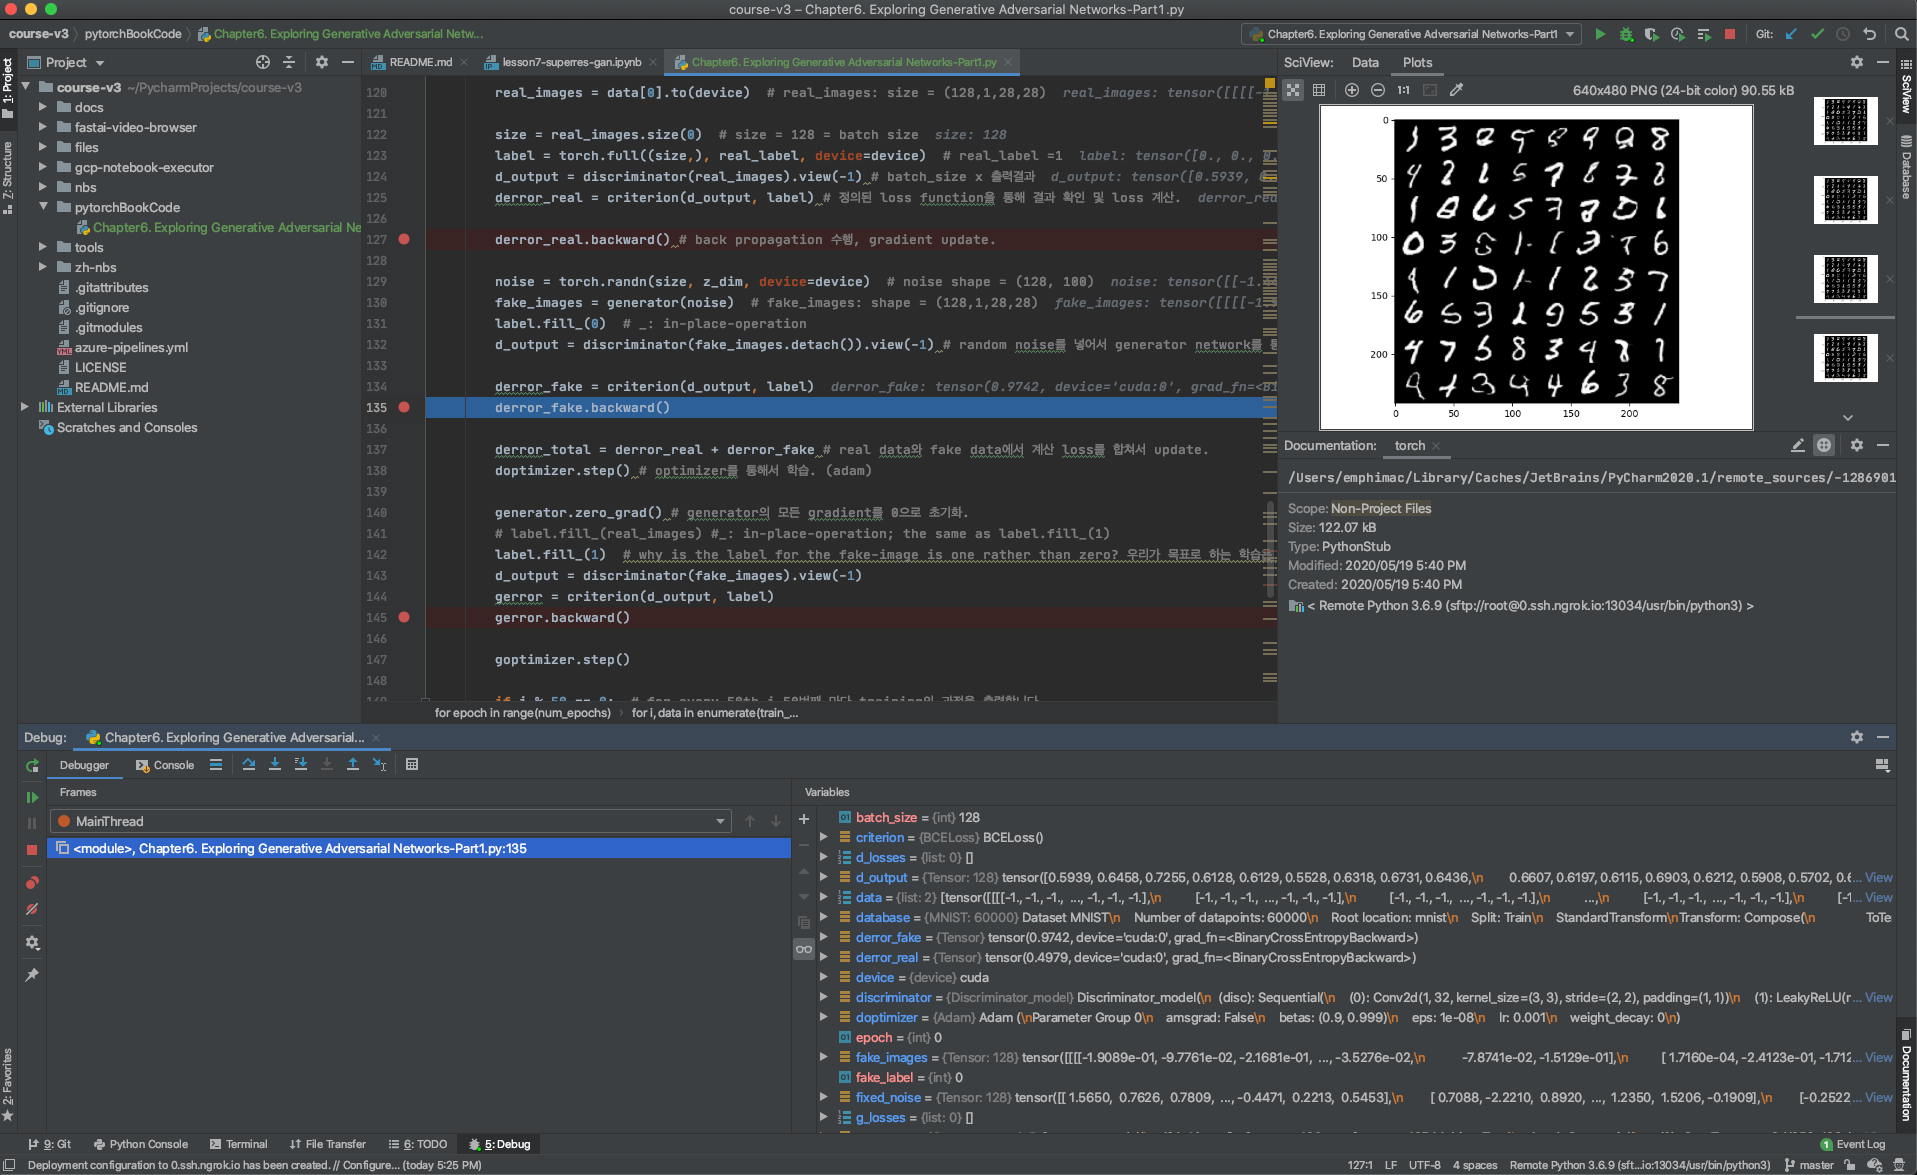 course-v3 – Chapter6. Exploring Generative Adversarial Networks-Part1.py
course-v3 pytorchBookCode Chapter6. Exploring Generative Adversarial Netw...
Chapter6. Exploring Generative Adversarial Networks-Part1
Git:
1: Project
Z: Structure
2: Favorites
Project
course-v3 ~/PycharmProjects/course-v3
docs
fastai-video-browser
files
gcp-notebook-executor
nbs
pytorchBookCode
Chapter6. Exploring Generative Adversarial Ne
tools
zh-nbs
.gitattributes
.gitignore
.gitmodules
azure-pipelines.yml
LICENSE
README.md
External Libraries
Scratches and Consoles
README.md lesson7-superres-gan.ipynb Chapter6. Exploring Generative Adversarial Networks-Part1.py
120 real_images = data[0].to(device) # real_images: size = (128,1,28,28) real_images: tensor([[[[-1
121
122 size = real_images.size(0) # size = 128 = batch size size: 128
123 label = torch.full((size,), real_label, device=device) # real_label =1 label: tensor([0., 0., 0,
124 d_output = discriminator(real_images).view(-1) # batch_size x 출력결과 d_output: tensor([0.5939,
125 derror_real = criterion(d_output, label) # 정의된 loss function을 통해 결과 확인 및 loss 계산. derror_rea
126
127 derror_real.backward() # back propagation 수행, gradient update.
128
129 noise = torch.randn(size, z_dim, device=device) # noise shape = (128, 100) noise: tensor([[-1.
130 fake_images = generator(noise) # fake_images: shape = (128,1,28,28) fake_images: tensor([[[[-1.
131 label.fill_(0) # _: in-place-operation
132 d_output = discriminator(fake_images.detach()).view(-1) # random noise를 넣어서 generator network를
133
134 derror_fake = criterion(d_output, label) derror_fake: tensor(0.9742, device='cuda:0', grad_fn=<Bi
135 derror_fake.backward()
136
137 derror_total = derror_real + derror_fake # real data와 fake data에서 계산 loss를 합쳐서 update.
138 doptimizer.step() # optimizer를 통해서 학습. (adam)
139
140 generator.zero_grad() # generator의 모든 gradient를 0으로 초기화.
141 # label.fill_(real_images) #_: in-place-operation; the same as label.fill_(1)
142 label.fill_(1) # why is the label for the fake-image is one rather than zero? 우리가 목표로 하는 학습은
143 d_output = discriminator(fake_images).view(-1)
144 gerror = criterion(d_output, label)
145 gerror.backward()
146
147 goptimizer.step()
148
for epoch in range(num_epochs) for i, data in enumerate(train_...
SciView: Data Plots
1:1 640x480 PNG (24-bit color) 90.55 kB
0
50
100
150
200
0 50 100 150 200
Documentation: torch
/Users/emphimac/Library/Caches/JetBrains/PyCharm2020.1/remote_sources/-1286901
Scope: Non-Project Files
Size: 122.07 kB
Type: PythonStub
Modified: 2020/05/19 5:40 PM
Created: 2020/05/19 5:40 PM
< Remote Python 3.6.9 (sftp://root@0.ssh.ngrok.io:13034/usr/bin/python3) >
SciView
Database
Documentation
Debug: Chapter6. Exploring Generative Adversarial...
Debugger Console
Frames
MainThread
<module>, Chapter6. Exploring Generative Adversarial Networks-Part1.py:135
Variables
batch_size = {int} 128
criterion = {BCELoss} BCELoss()
d_losses = {list: 0} []
d_output = {Tensor: 128} tensor([0.5939, 0.6458, 0.7255, 0.6128, 0.6129, 0.5528, 0.6318, 0.6731, 0.6436,\n 0.6607, 0.6197, 0.6115, 0.6903, 0.6212, 0.5908, 0.5702, 0.6... View
data = {list: 2} [tensor([[[[-1., -1., -1., ..., -1., -1., -1.],\n [-1., -1., -1., ..., -1., -1., -1.],\n [-1., -1., -1., ..., -1., -1., -1.],\n ...,\n [-1., -1., -1., ..., -1., -1., -1.],\n [-1... View
database = {MNIST: 60000} Dataset MNIST\n Number of datapoints: 60000\n Root location: mnist\n Split: Train\n StandardTransform\nTransform: Compose(\n ToTe
derror_fake = {Tensor} tensor(0.9742, device='cuda:0', grad_fn=<BinaryCrossEntropyBackward>)
derror_real = {Tensor} tensor(0.4979, device='cuda:0', grad_fn=<BinaryCrossEntropyBackward>)
device = {device} cuda
discriminator = {Discriminator_model} Discriminator_model(\n (disc): Sequential(\n (0): Conv2d(1, 32, kernel_size=(3, 3), stride=(2, 2), padding=(1, 1))\n (1): LeakyReLU(r... View
doptimizer = {Adam} Adam (\nParameter Group 0\n amsgrad: False\n betas: (0.9, 0.999)\n eps: 1e-08\n lr: 0.001\n weight_decay: 0\n)
epoch = {int} 0
fake_images = {Tensor: 128} tensor([[[[-1.9089e-01, -9.7761e-02, -2.1681e-01, ..., -3.5276e-02,\n -7.8741e-02, -1.5129e-01],\n [ 1.7160e-04, -2.4123e-01, -1.712... View
fake_label = {int} 0
fixed_noise = {Tensor: 128} tensor([[ 1.5650, 0.7626, 0.7809, ..., -0.4471, 0.2213, 0.5453],\n [ 0.7088, -2.2210, 0.8920, ..., 1.2350, 1.5206, -0.1909],\n [-0.2522... View
g_losses = {list: 0} []
9: Git Python Console Terminal File Transfer 6: TODO 5: Debug 1 Event Log
Deployment configuration to 0.ssh.ngrok.io has been created. // Configure... (today 5:25 PM) 127:1 LF UTF-8 4 spaces Remote Python 3.6.9 (sft...io:13034/usr/bin/python3) master